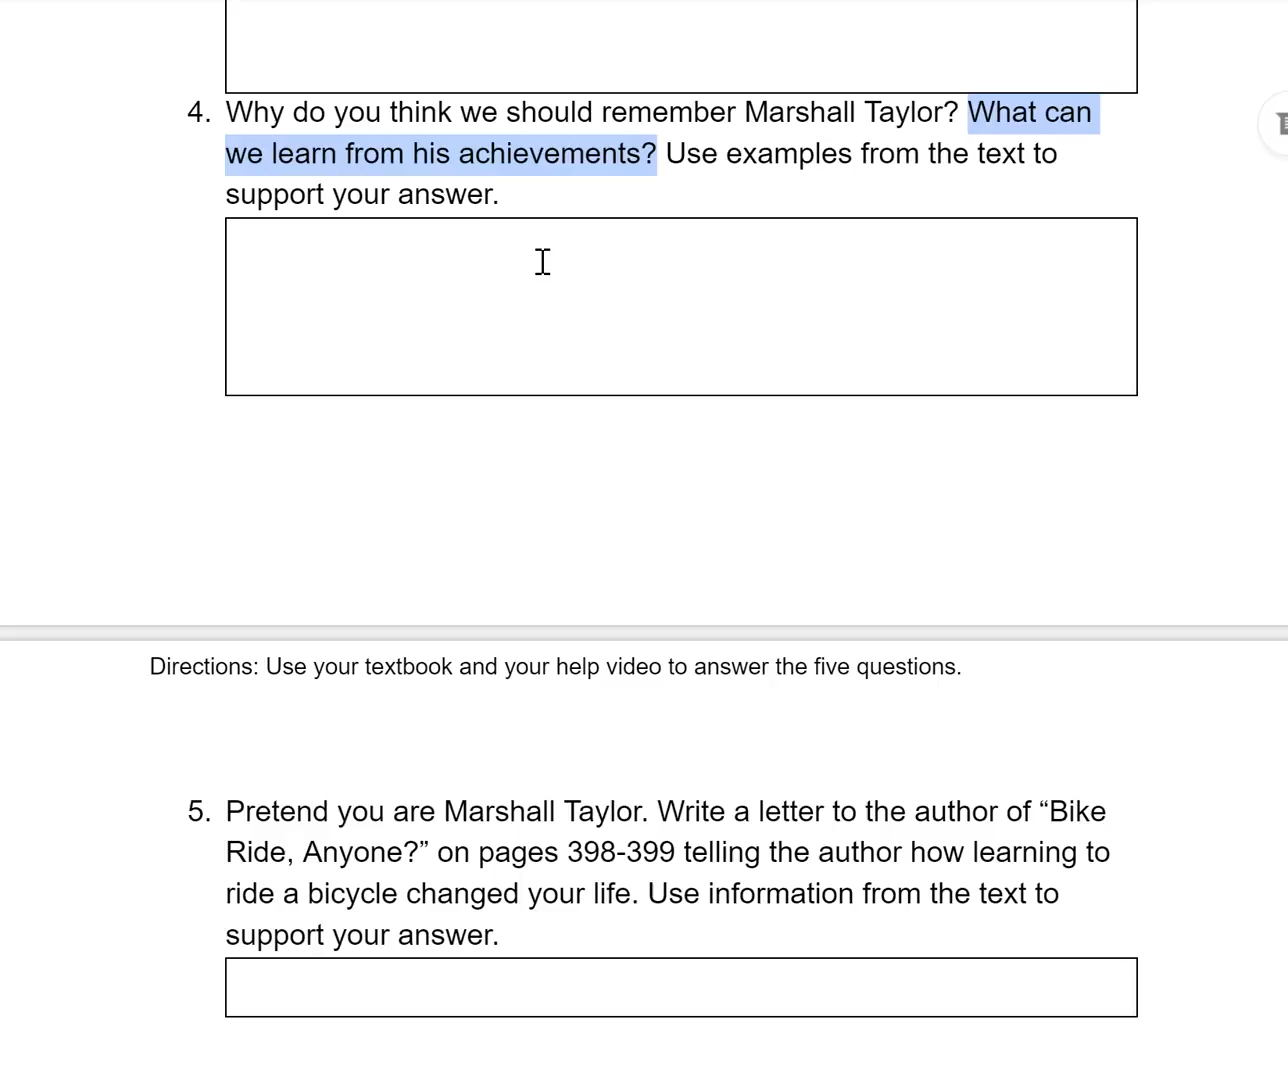 4. Why do you think we should remember Marshall Taylor? What can
we learn from his achievements? Use examples from the text to
support your answer.
Directions: Use your textbook and your help video to answer the five questions.
5. Pretend you are Marshall Taylor. Write a letter to the author of “Bike
Ride, Anyone?” on pages 398-399 telling the author how learning to
ride a bicycle changed your life. Use information from the text to
support your answer.